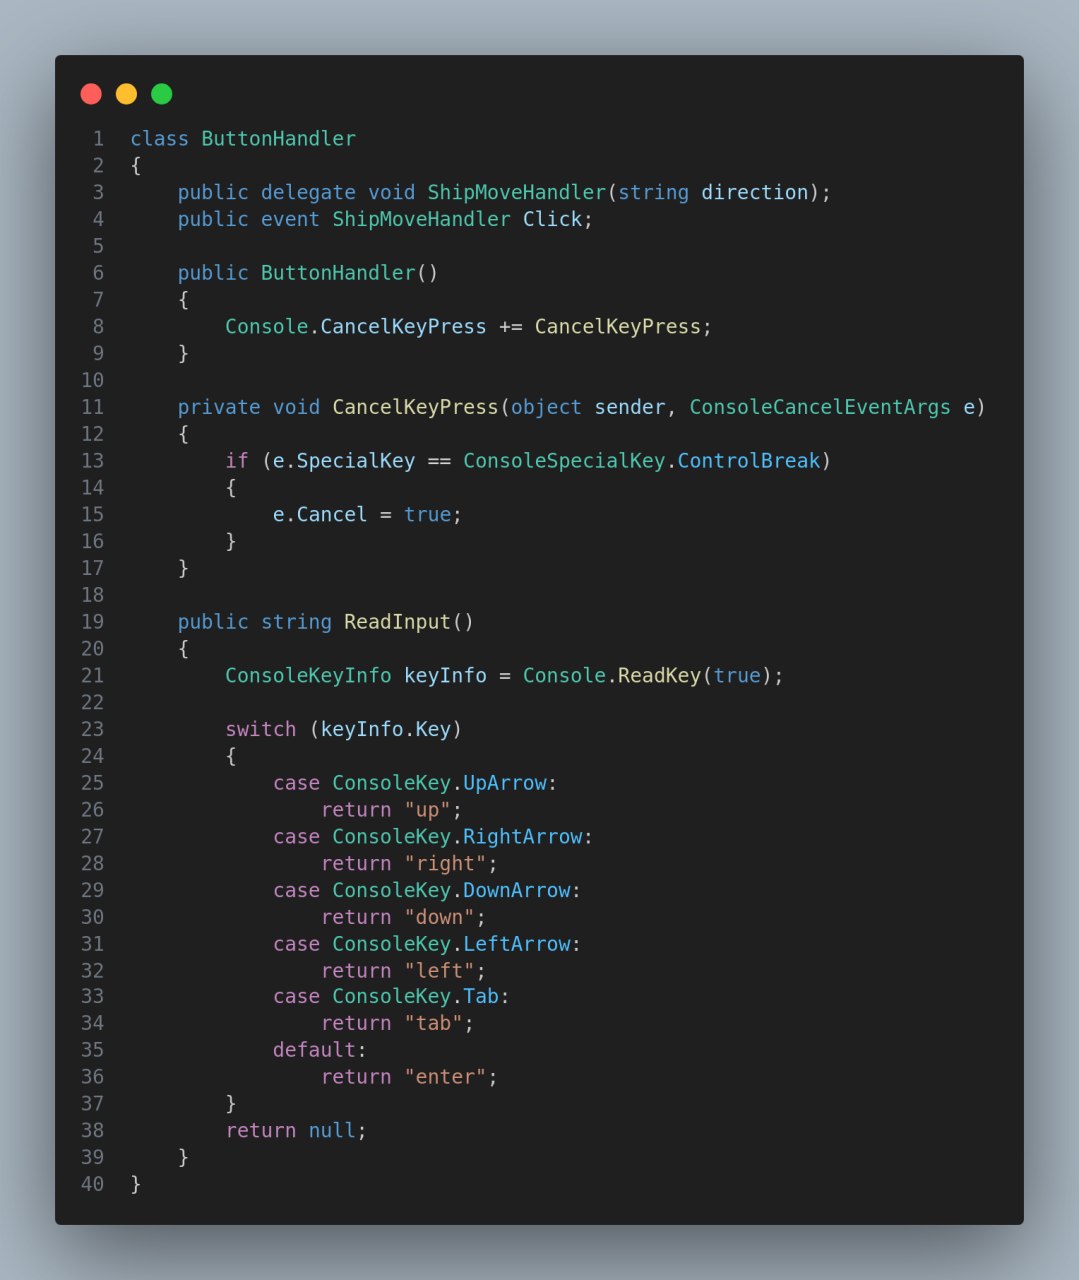 1 class ButtonHandler
2 {
3     public delegate void ShipMoveHandler(string direction);
4     public event ShipMoveHandler Click;
5
6     public ButtonHandler()
7     {
8         Console.CancelKeyPress += CancelKeyPress;
9     }
10
11     private void CancelKeyPress(object sender, ConsoleCancelEventArgs e)
12     {
13         if (e.SpecialKey == ConsoleSpecialKey.ControlBreak)
14         {
15             e.Cancel = true;
16         }
17     }
18
19     public string ReadInput()
20     {
21         ConsoleKeyInfo keyInfo = Console.ReadKey(true);
22
23         switch (keyInfo.Key)
24         {
25             case ConsoleKey.UpArrow:
26                 return "up";
27             case ConsoleKey.RightArrow:
28                 return "right";
29             case ConsoleKey.DownArrow:
30                 return "down";
31             case ConsoleKey.LeftArrow:
32                 return "left";
33             case ConsoleKey.Tab:
34                 return "tab";
35             default:
36                 return "enter";
37         }
38         return null;
39     }
40 }